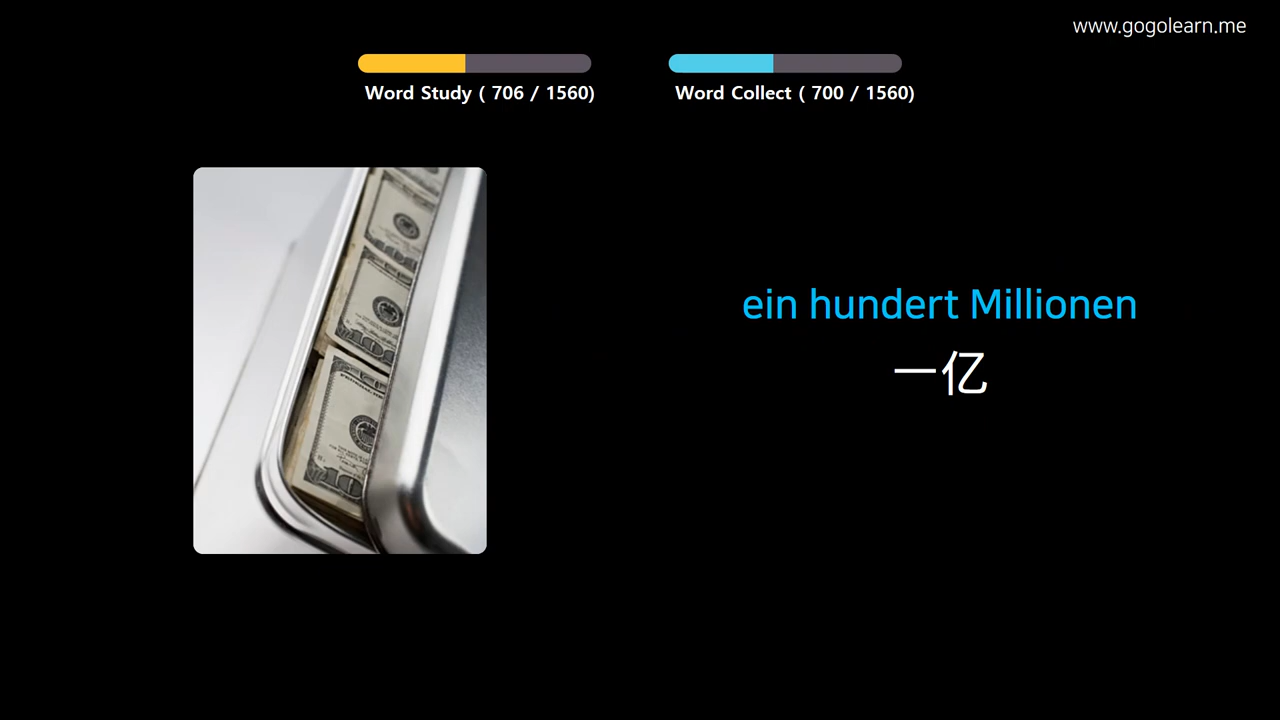 www.gogolearn.me
Word Study ( 706 / 1560)
Word Collect ( 700 / 1560)
ein hundert Millionen
一亿